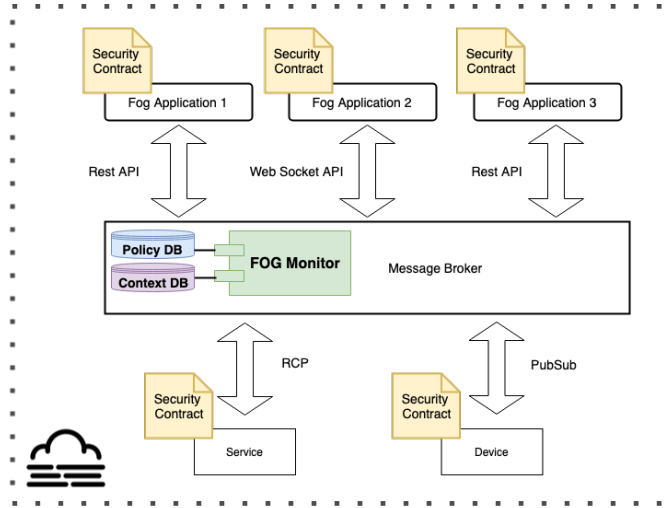 Security
Contract
Fog Application 1
Security
Contract
Fog Application 2
Security
Contract
Fog Application 3
Rest API
Web Socket API
Rest API
Policy DB
Context DB
FOG Monitor
Message Broker
RCP
PubSub
Security
Contract
Service
Security
Contract
Device